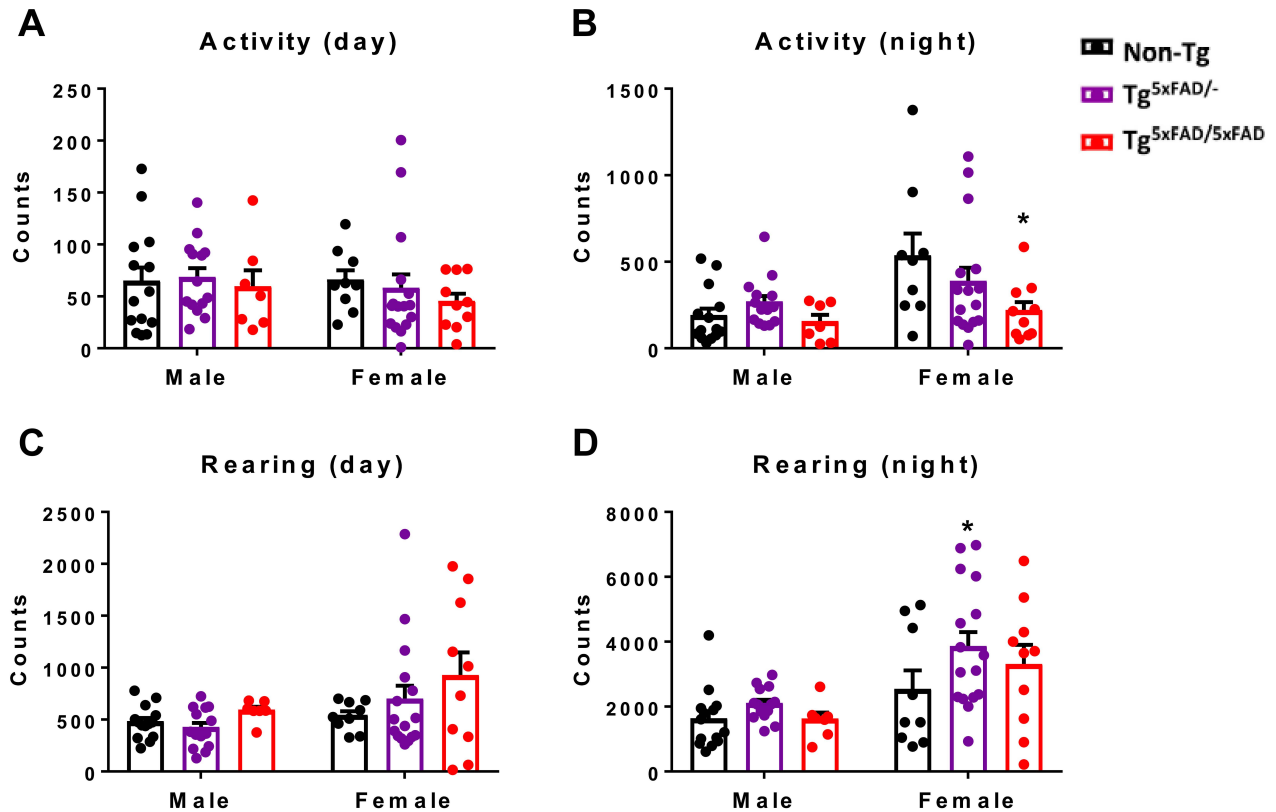 A
Activity (day)
250
200
150
100
50
0
Counts
Male
Female
B
Activity (night)
1500
1000
500
0
Counts
*
Male
Female
Non-Tg
Tg5xFAD/-
Tg5xFAD/5xFAD
C
Rearing (day)
2500
2000
1500
1000
500
0
Counts
Male
Female
D
Rearing (night)
8000
6000
4000
2000
0
Counts
*
Male
Female